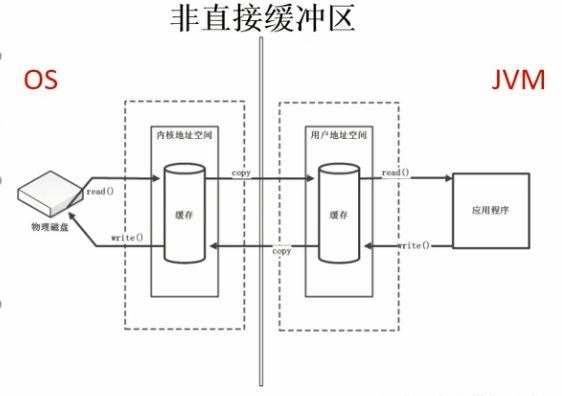 非直接缓冲区
OS
JVM
内核地址空间
用户地址空间
copy
read()
read()
缓存
缓存
应用程序
物理磁盘
write()
copy
write()